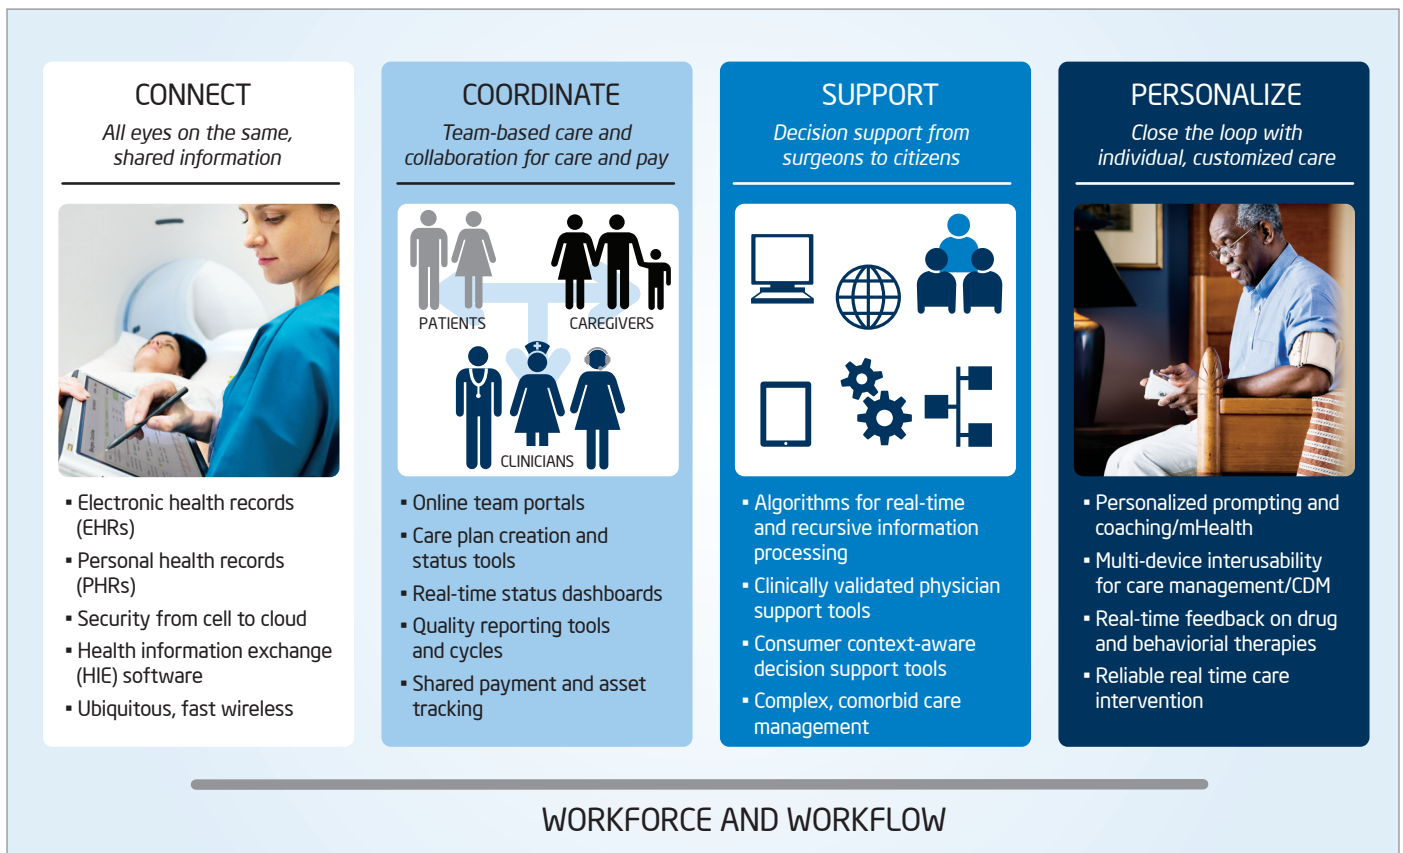 CONNECT
All eyes on the same,
shared information
PATIENTS
CAREGIVERS
CLINICIANS
▪ Electronic health records
(EHRs)
▪ Personal health records
(PHRs)
▪ Security from cell to cloud
▪ Health information exchange
(HIE) software
▪ Ubiquitous, fast wireless
COORDINATE
Team-based care and
collaboration for care and pay
▪ Online team portals
▪ Care plan creation and
status tools
▪ Real-time status dashboards
▪ Quality reporting tools
and cycles
▪ Shared payment and asset
tracking
SUPPORT
Decision support from
surgeons to citizens
▪ Algorithms for real-time
and recursive information
processing
▪ Clinically validated physician
support tools
▪ Consumer context-aware
decision support tools
▪ Complex, comorbid care
management
PERSONALIZE
Close the loop with
individual, customized care
▪ Personalized prompting and
coaching/mHealth
▪ Multi-device interusability
for care management/CDM
▪ Real-time feedback on drug
and behaviorial therapies
▪ Reliable real time care
intervention
WORKFORCE AND WORKFLOW